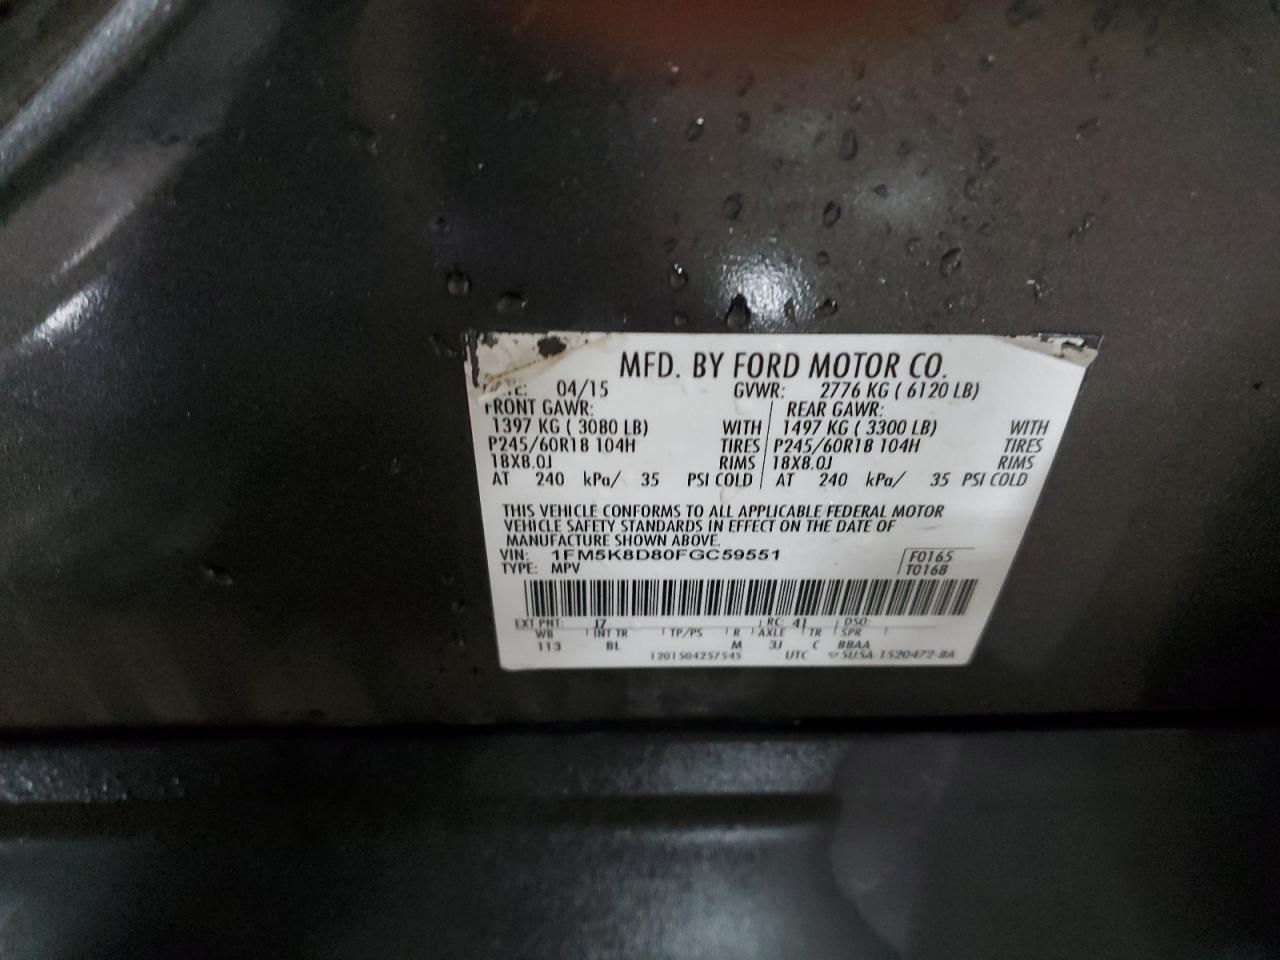 MFD. BY FORD MOTOR CO.
04/15 GVWR: 2776 KG ( 6120 LB)
FRONT GAWR: REAR GAWR:
1397 KG ( 3080 LB) WITH 1497 KG ( 3300 LB) WITH
P245/60R18 104H TIRES P245/60R18 104H TIRES
18X8.0J RIMS 18X8.0J RIMS
AT 240 kPa/ 35 PSI COLD AT 240 kPa/ 35 PSI COLD
THIS VEHICLE CONFORMS TO ALL APPLICABLE FEDERAL MOTOR
VEHICLE SAFETY STANDARDS IN EFFECT ON THE DATE OF
MANUFACTURE SHOWN ABOVE.
VIN: 1FM5K8D80FGC59551 F0165
TYPE: MPV T0168
EXT PNT: J7 RC: 41 DSO:
WB INT TR TP/PS R AXLE TR SPR
113 BL M 3J C BBAA
1201504257545 UTC SU5A-1520472-BA